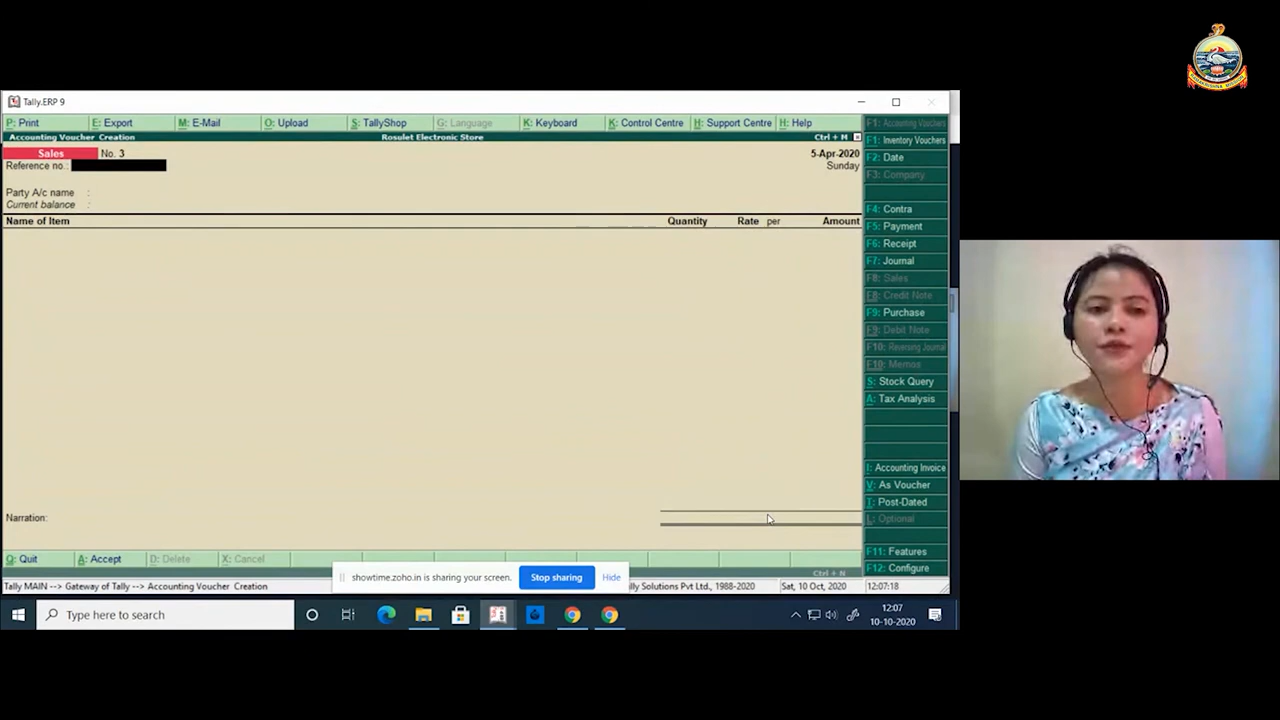 Tally.ERP 9
P: Print E: Export M: E-Mail O: Upload S: TallyShop G: Language K: Keyboard K: Control Centre H: Support Centre H: Help
Accounting Voucher Creation Rosulet Electronic Store Ctrl + M
Sales No. 3 5-Apr-2020
Reference no.: Sunday
Party A/c name :
Current balance :
Name of Item Quantity Rate per Amount
Narration:
F1: Accounting Vouchers
F1: Inventory Vouchers
F2: Date
F3: Company
F4: Contra
F5: Payment
F6: Receipt
F7: Journal
F8: Sales
F8: Credit Note
F9: Purchase
F9: Debit Note
F10: Reversing Journal
F10: Memos
S: Stock Query
A: Tax Analysis
I: Accounting Invoice
V: As Voucher
T: Post-Dated
L: Optional
F11: Features
F12: Configure
Q: Quit A: Accept D: Delete X: Cancel
Ctrl + N
showtime.zoho.in is sharing your screen. Stop sharing Hide
Tally MAIN --> Gateway of Tally --> Accounting Voucher Creation Solutions Pvt Ltd., 1988-2020 Sat, 10 Oct, 2020 12:07:18
Type here to search
12:07
10-10-2020